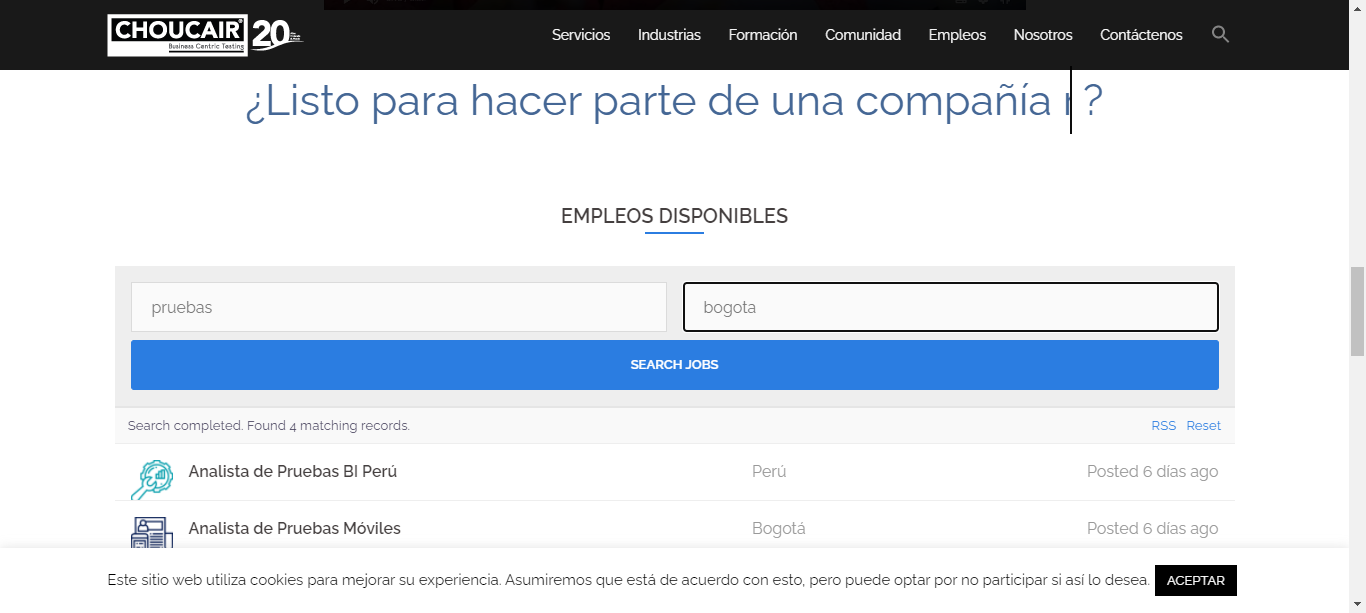 CHOUCAIR
Business Centric Testing
20
Servicios Industrias Formación Comunidad Empleos Nosotros Contáctenos
¿Listo para hacer parte de una compañía ?
EMPLEOS DISPONIBLES
pruebas bogota
SEARCH JOBS
Search completed. Found 4 matching records. RSS Reset
Analista de Pruebas BI Perú Perú Posted 6 días ago
Analista de Pruebas Móviles Bogotá Posted 6 días ago
Este sitio web utiliza cookies para mejorar su experiencia. Asumiremos que está de acuerdo con esto, pero puede optar por no participar si así lo desea. ACEPTAR